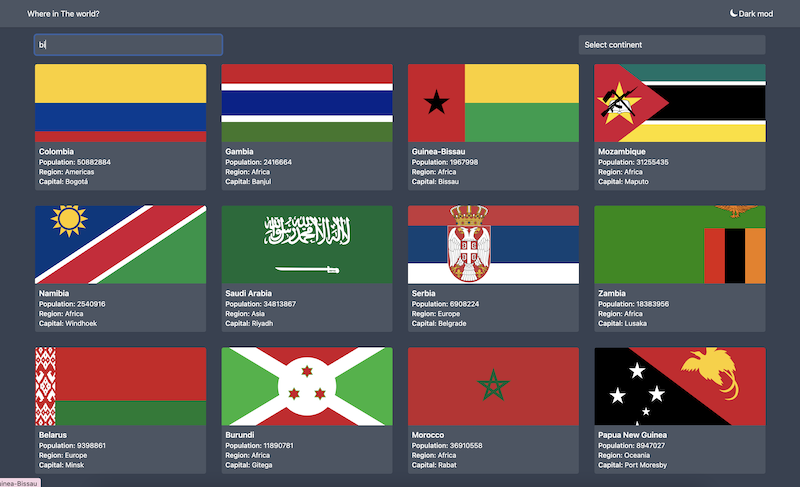 Where in The world?
Dark mod
bi
Select continent
Colombia
Population: 50882884
Region: Americas
Capital: Bogotá
Gambia
Population: 2416664
Region: Africa
Capital: Banjul
Guinea-Bissau
Population: 1967998
Region: Africa
Capital: Bissau
Mozambique
Population: 31255435
Region: Africa
Capital: Maputo
Namibia
Population: 2540916
Region: Africa
Capital: Windhoek
Saudi Arabia
Population: 34813867
Region: Asia
Capital: Riyadh
Serbia
Population: 6908224
Region: Europe
Capital: Belgrade
Zambia
Population: 18383956
Region: Africa
Capital: Lusaka
Belarus
Population: 9398861
Region: Europe
Capital: Minsk
Burundi
Population: 11890781
Region: Africa
Capital: Gitega
Morocco
Population: 36910558
Region: Africa
Capital: Rabat
Papua New Guinea
Population: 8947027
Region: Oceania
Capital: Port Moresby
uinea-Bissau